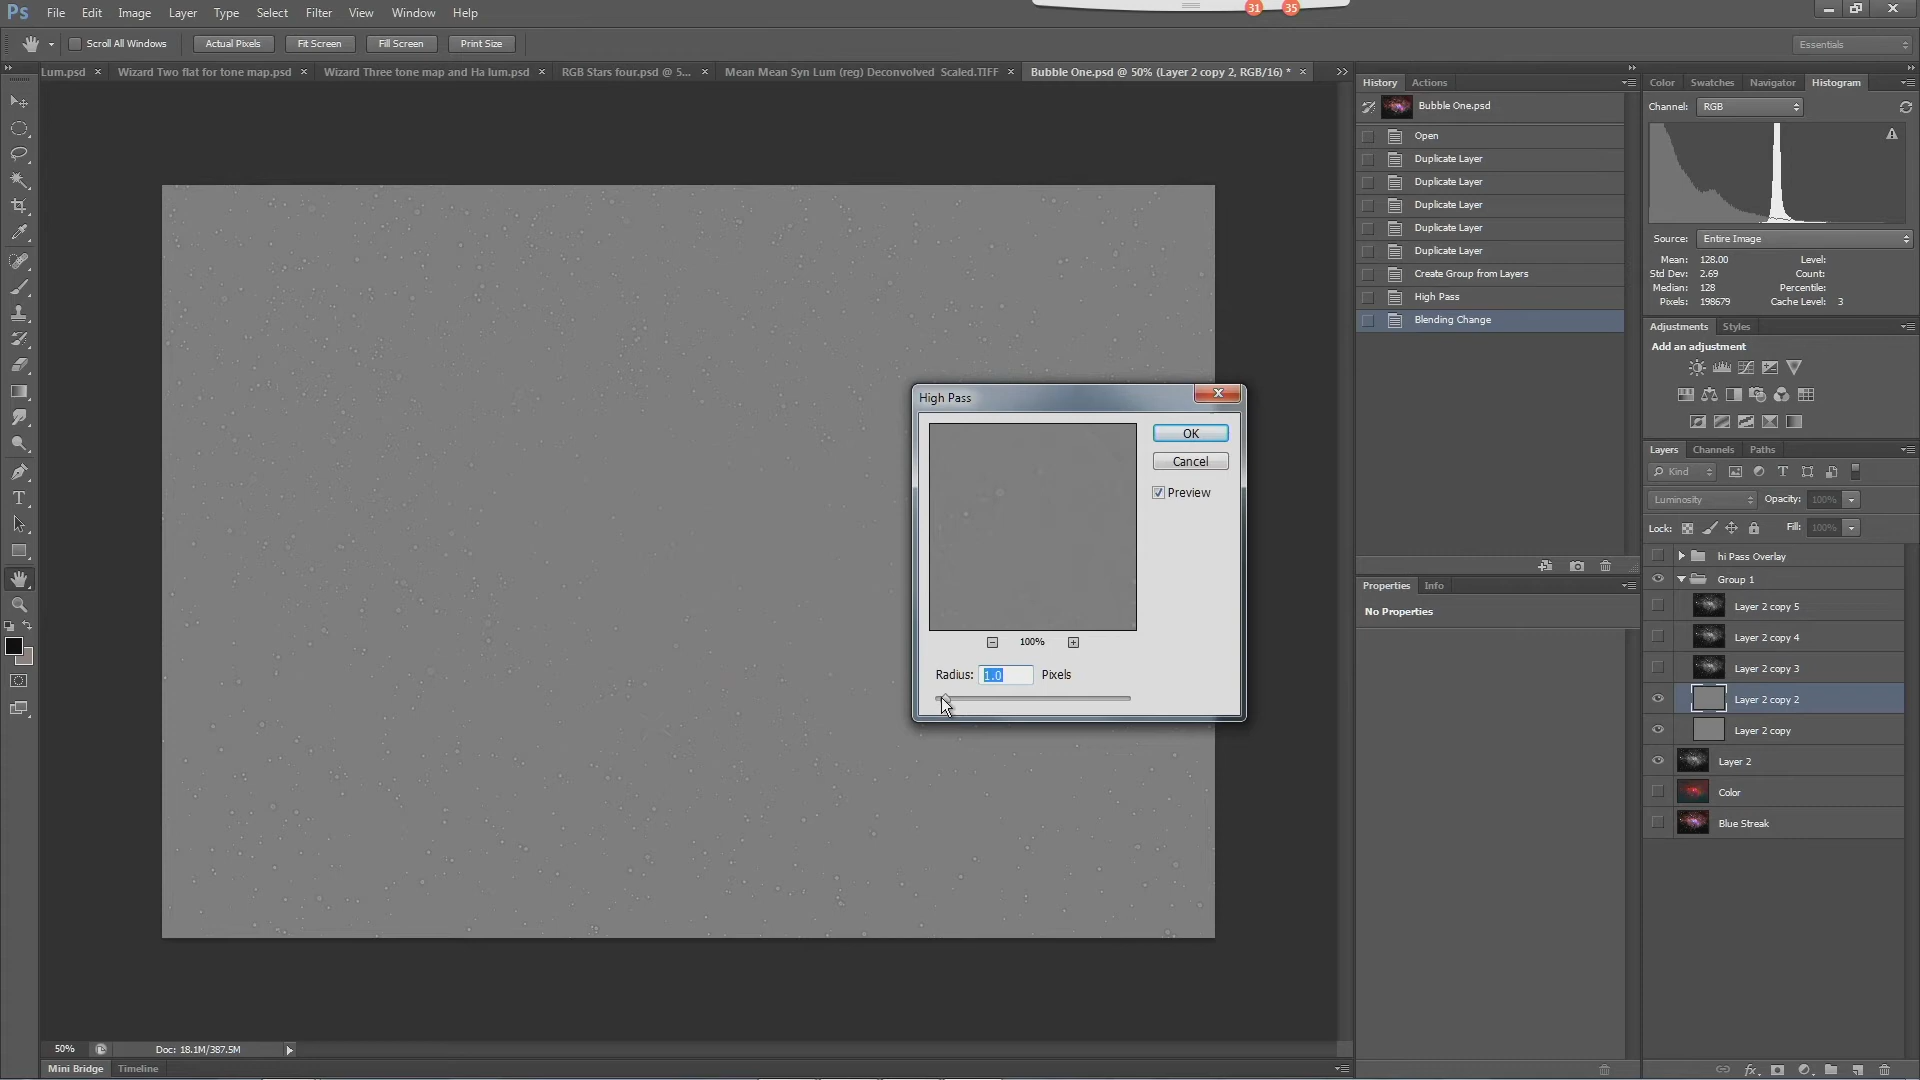 Ps File Edit Image Layer Type Select Filter View Window Help
31 35
Scroll All Windows Actual Pixels Fit Screen Fill Screen Print Size
Essentials
Lum.psd × Wizard Two flat for tone map.psd × Wizard Three tone map and Ha lum.psd × RGB Stars four.psd @ 5... × Mean Mean Syn Lum (reg) Deconvolved Scaled.TIFF × Bubble One.psd @ 50% (Layer 2 copy 2, RGB/16) * ×
History Actions
Bubble One.psd
Open
Duplicate Layer
Duplicate Layer
Duplicate Layer
Duplicate Layer
Duplicate Layer
Create Group from Layers
High Pass
Blending Change
Properties Info
No Properties
Color Swatches Navigator Histogram
Channel: RGB
Source: Entire Image
Mean: 128.00 Level:
Std Dev: 2.69 Count:
Median: 128 Percentile:
Pixels: 198679 Cache Level: 3
Adjustments Styles
Add an adjustment
Layers Channels Paths
Kind
Luminosity Opacity: 100%
Lock: Fill: 100%
hi Pass Overlay
Group 1
Layer 2 copy 5
Layer 2 copy 4
Layer 2 copy 3
Layer 2 copy 2
Layer 2 copy
Layer 2
Color
Blue Streak
High Pass
OK
Cancel
Preview
100%
Radius: 1.0 Pixels
50% Doc: 18.1M/387.5M
Mini Bridge Timeline